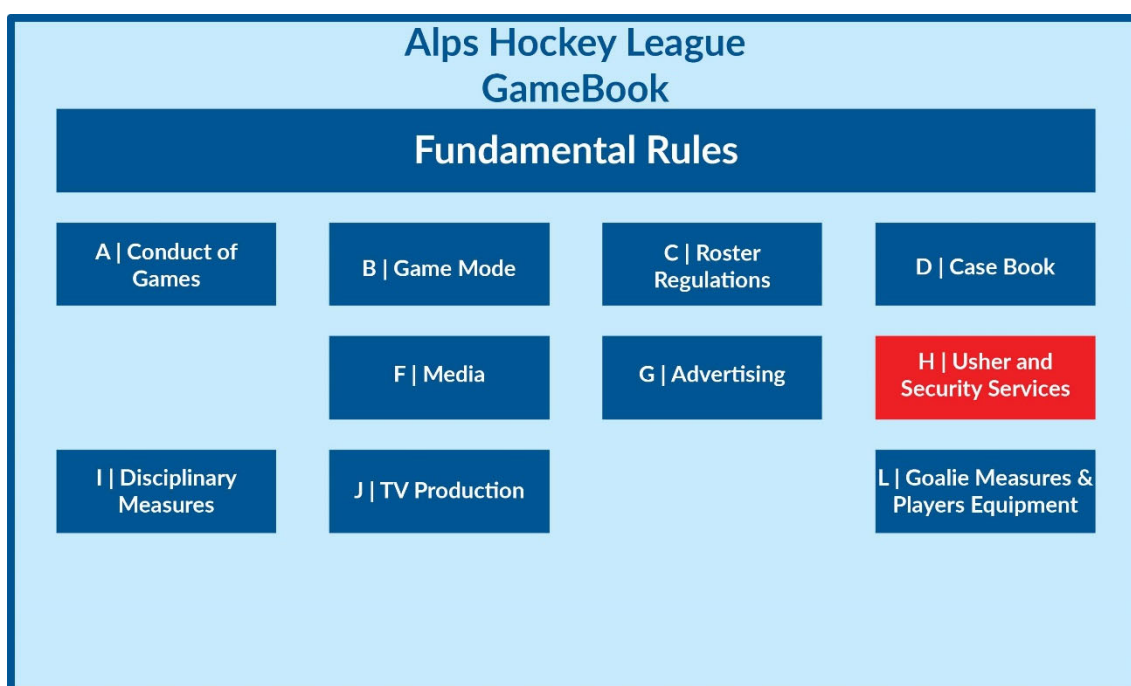 Alps Hockey League
GameBook
Fundamental Rules
A | Conduct of
Games
B | Game Mode
C | Roster
Regulations
D | Case Book
F | Media
G | Advertising
H | Usher and
Security Services
I | Disciplinary
Measures
J | TV Production
L | Goalie Measures &
Players Equipment